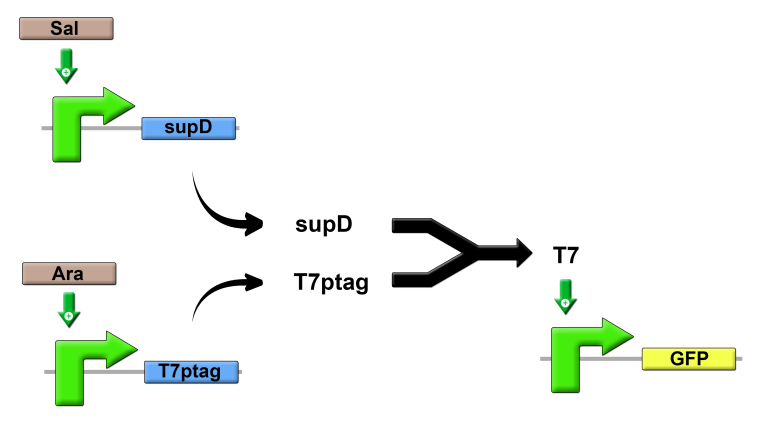 Sal
supD
supD
Ara
T7ptag
T7
T7ptag
GFP